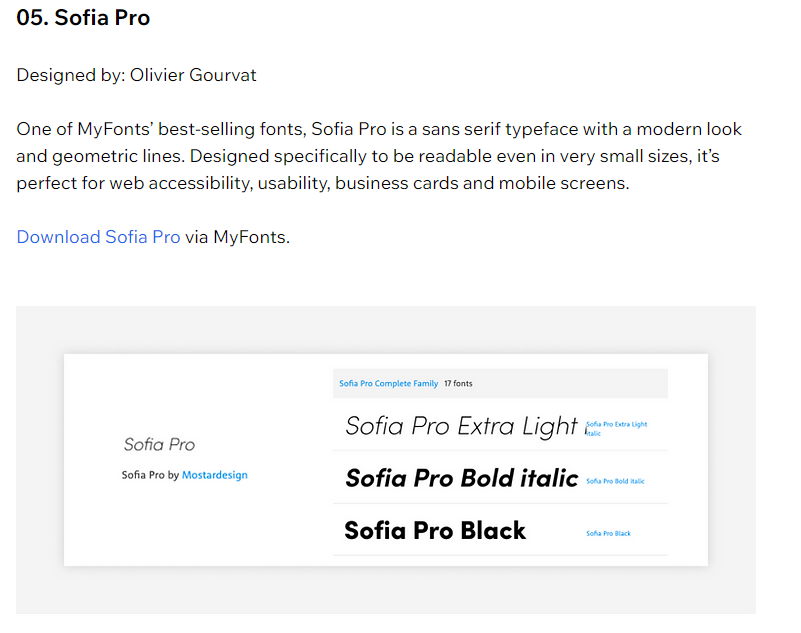 05. Sofia Pro
Designed by: Olivier Gourvat
One of MyFonts’ best-selling fonts, Sofia Pro is a sans serif typeface with a modern look
and geometric lines. Designed specifically to be readable even in very small sizes, it’s
perfect for web accessibility, usability, business cards and mobile screens.
Download Sofia Pro via MyFonts.
Sofia Pro
Sofia Pro by Mostardesign
Sofia Pro Complete Family 17 fonts
Sofia Pro Extra Light
Sofia Pro Extra Light
Italic
Sofia Pro Bold italic
Sofia Pro Bold Italic
Sofia Pro Black
Sofia Pro Black